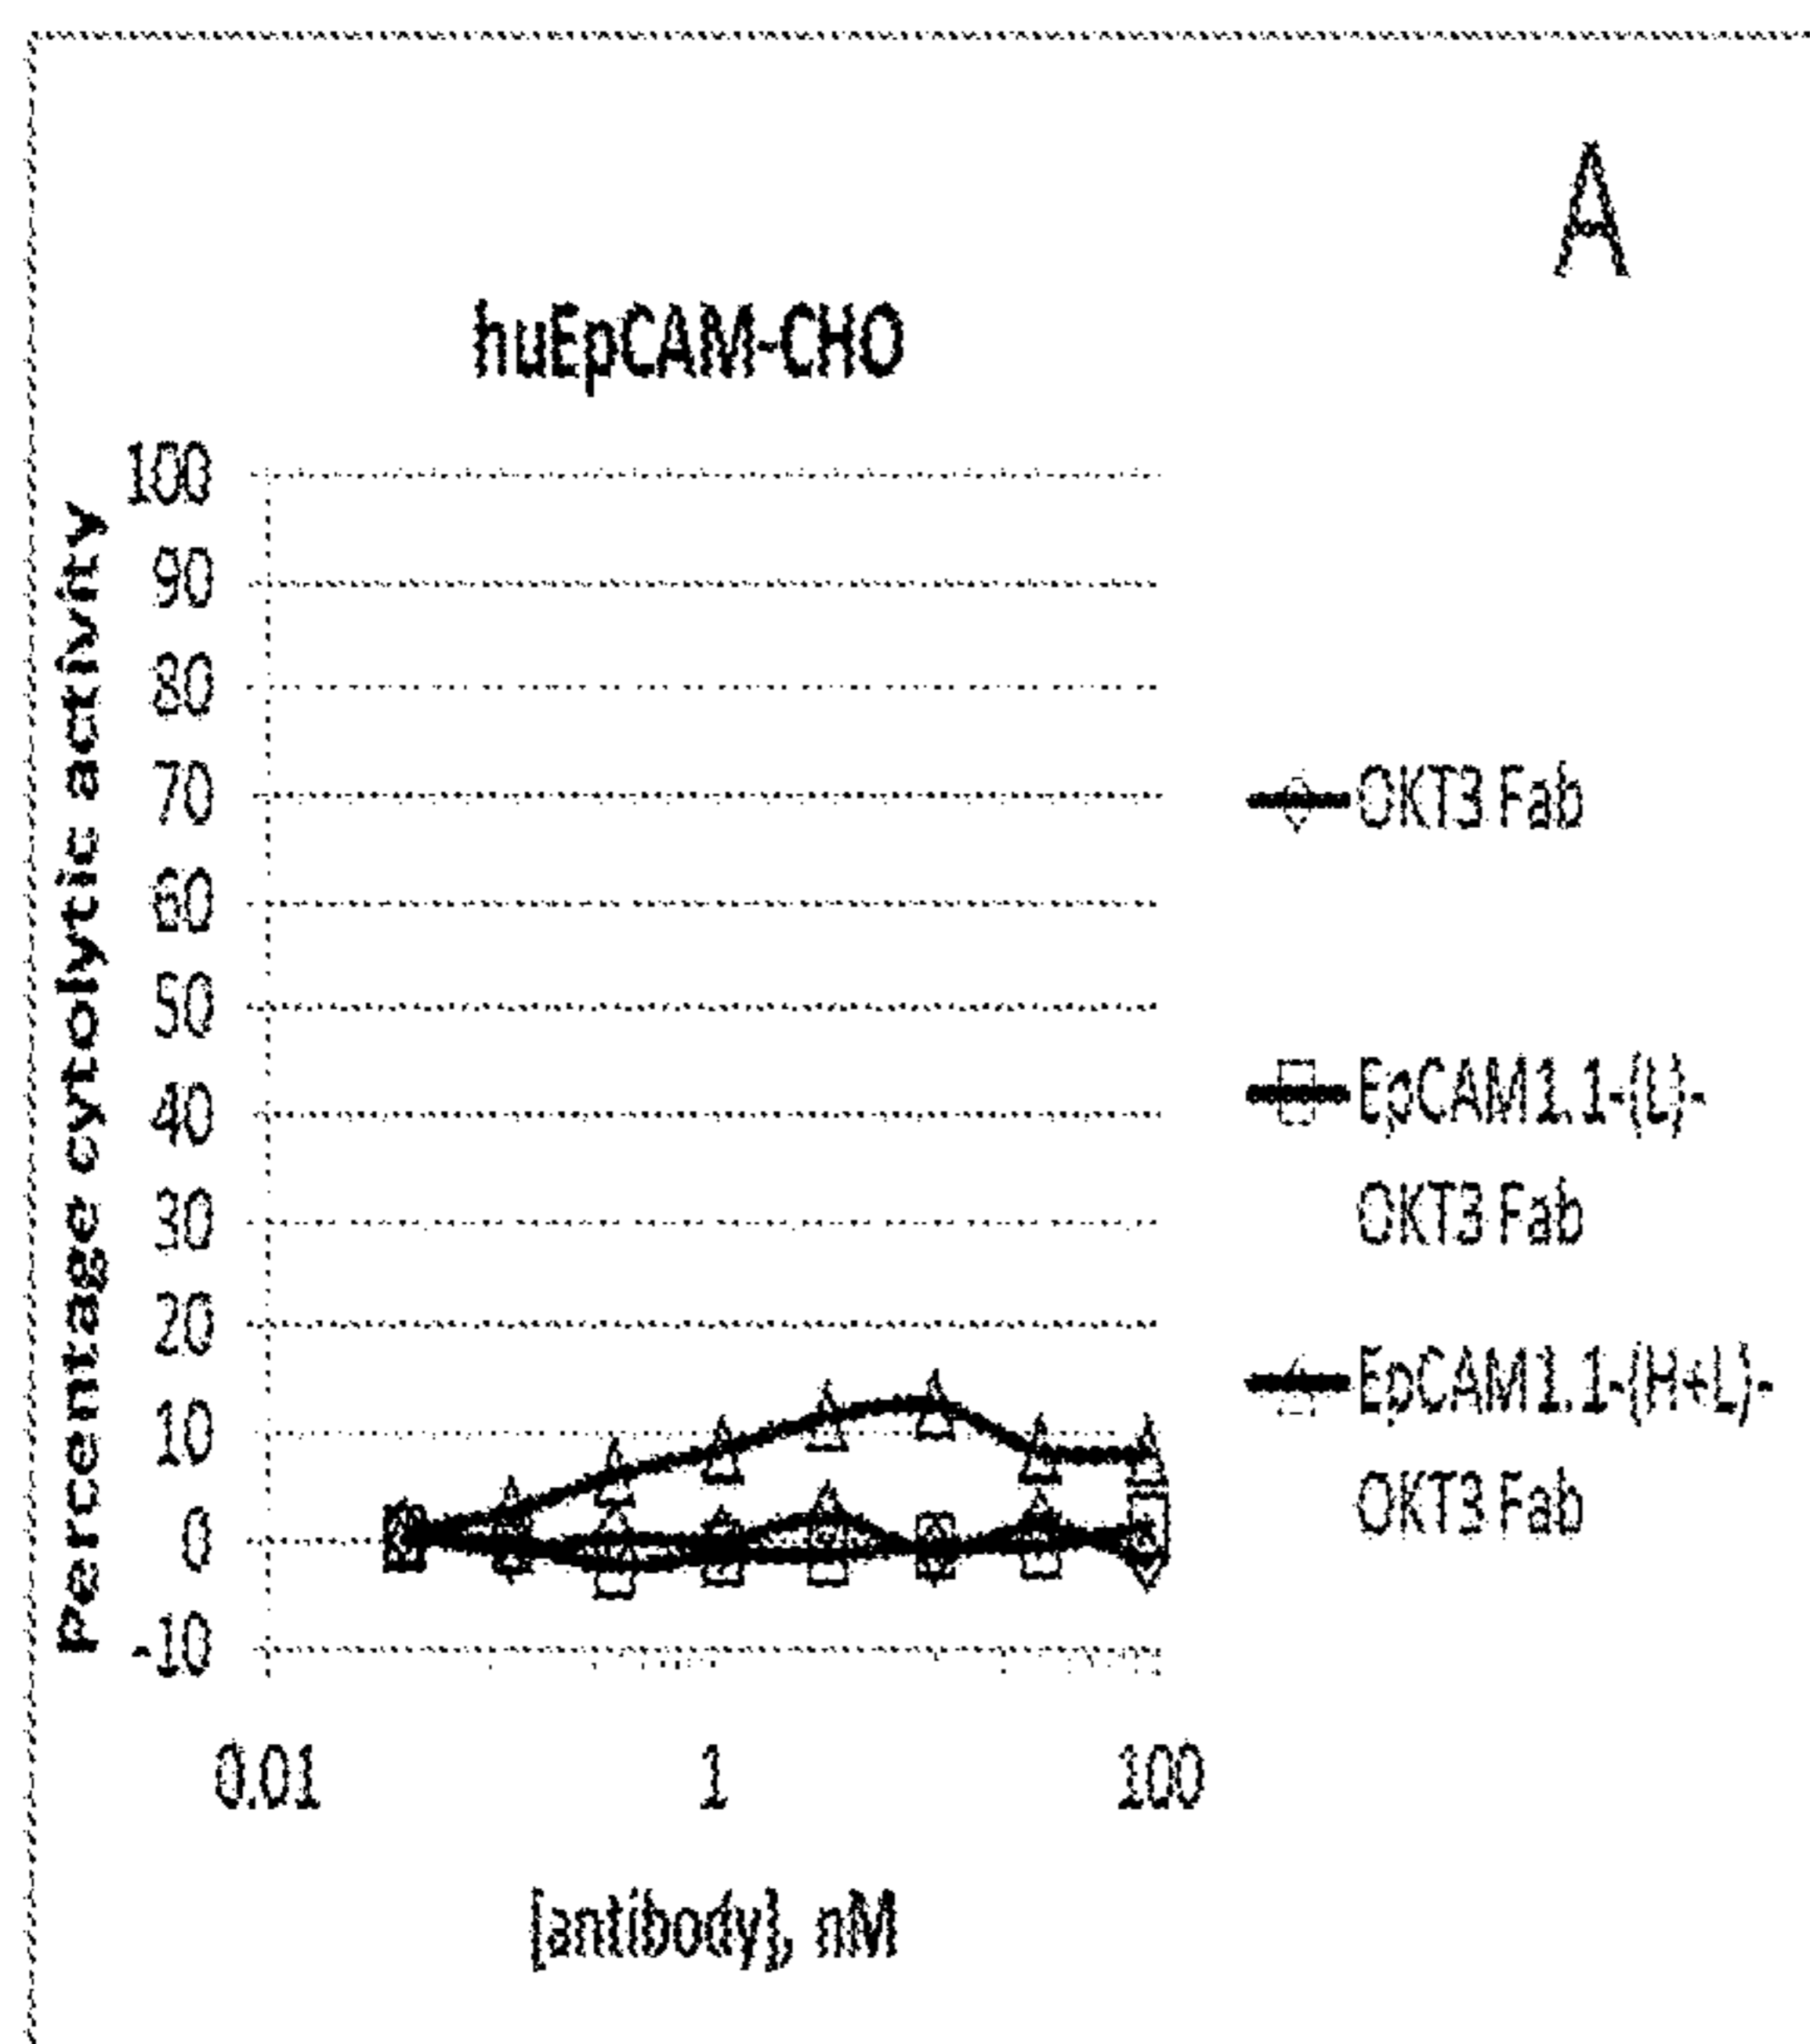 A
huEpCAM-CHO
Percentage cytolytic activity
100
90
80
70
60
50
40
30
20
10
0
-10
0.01 1 100
[antibody], nM
OKT3 Fab
EpCAM1.1-(L)-
OKT3 Fab
EpCAM1.1-(H+L)-
OKT3 Fab